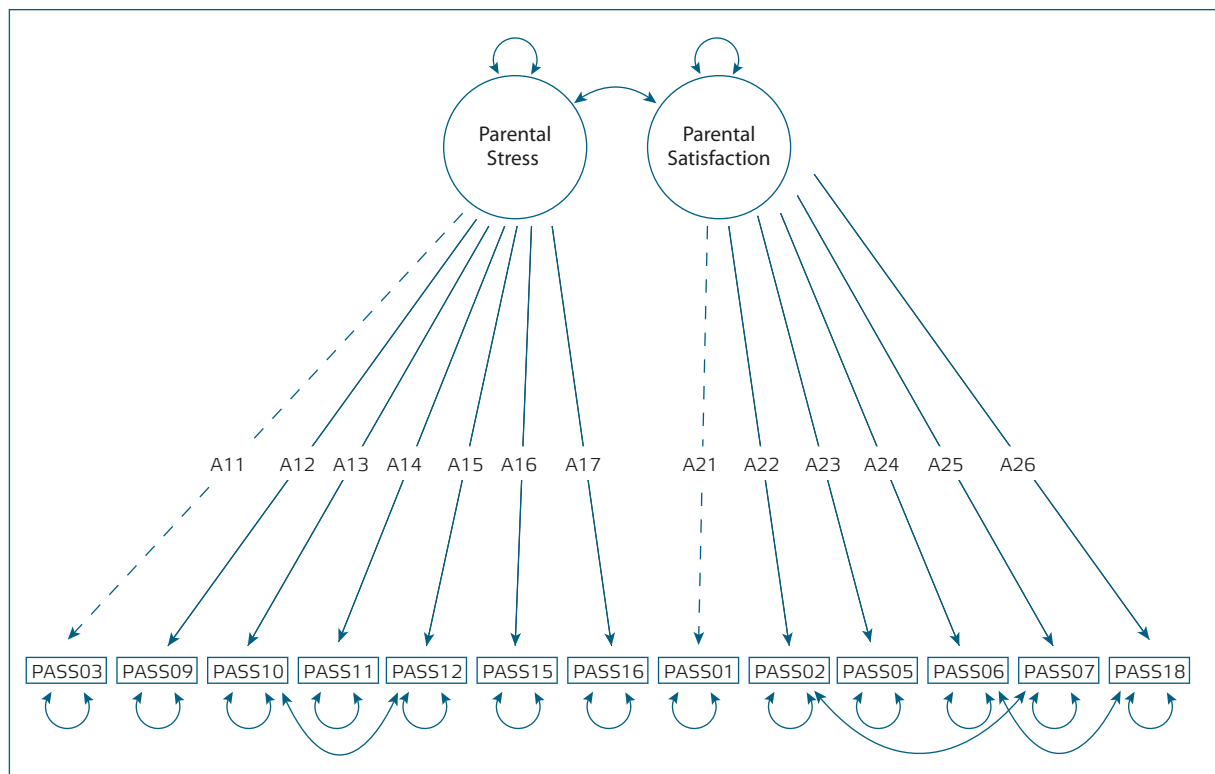 Parental
Stress
Parental
Satisfaction
A11 A12 A13 A14 A15 A16 A17 A21 A22 A23 A24 A25 A26
PASS03 PASS09 PASS10 PASS11 PASS12 PASS15 PASS16 PASS01 PASS02 PASS05 PASS06 PASS07 PASS18